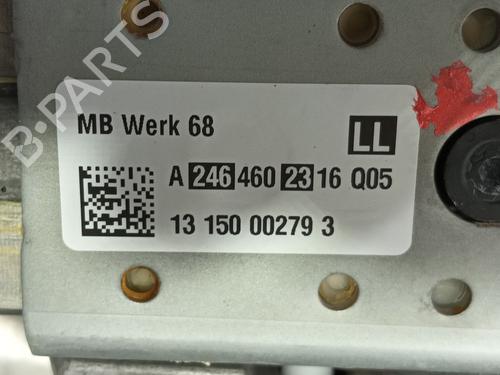 B-PARTS
MB Werk 68
LL
A 246 460 23 16 Q05
13 150 00279 3